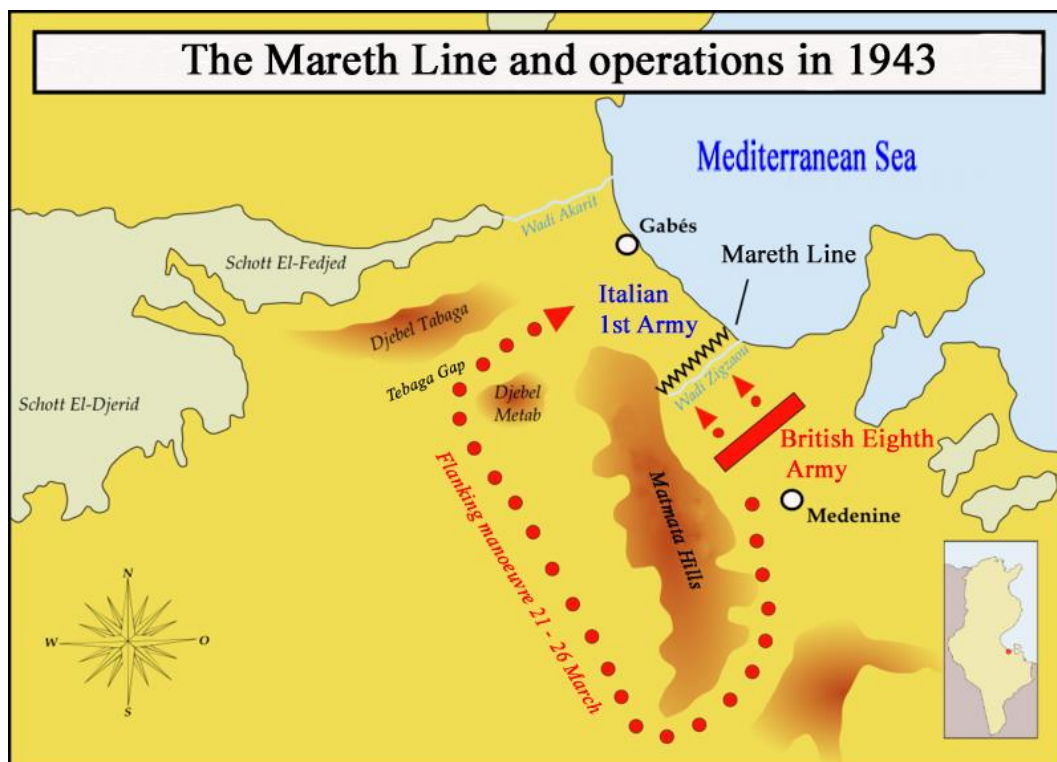 The Mareth Line and operations in 1943
Mediterranean Sea
Wadi Akarit
Gabés
Mareth Line
Schott El-Fedjed
Italian
1st Army
Djebel Tabaga
Wadi Zigzaou
Tebaga Gap
Djebel
Metab
Schott El-Djerid
British Eighth
Army
Flanking manoeuvre 21 - 26 March
Matmata Hills
Medenine
N
W
O
S